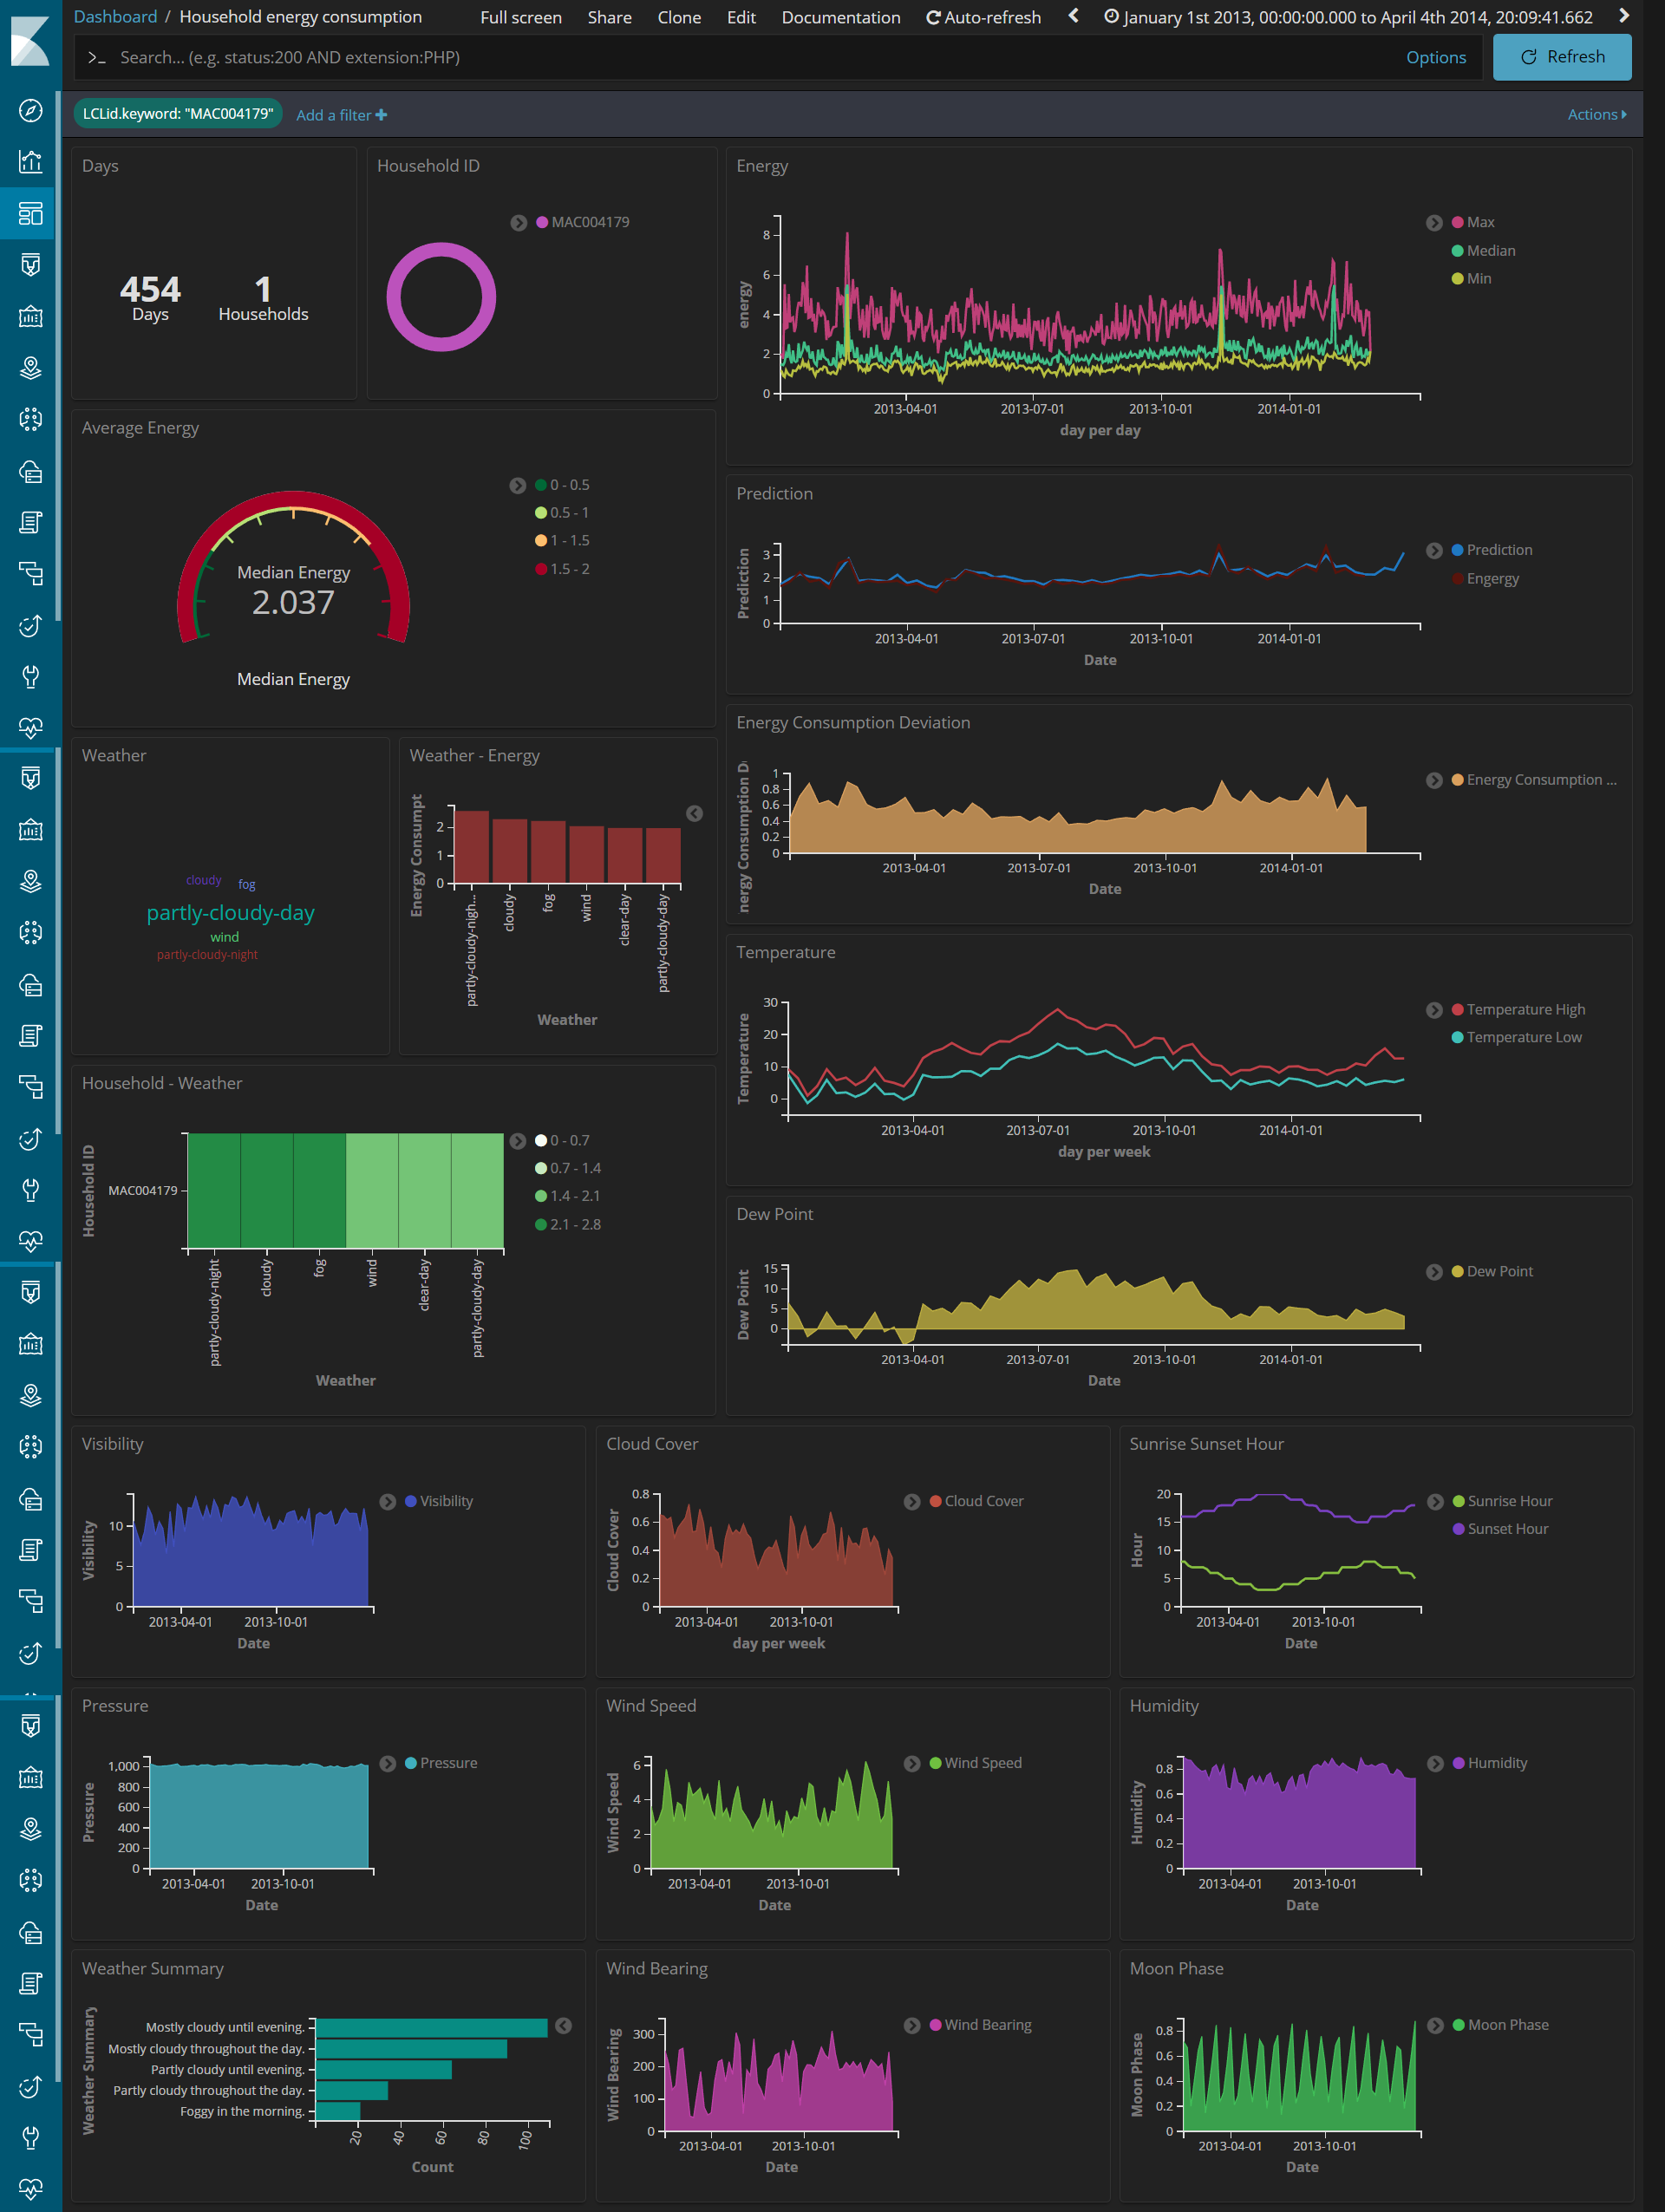 Dashboard / Household energy consumption
Full screen Share Clone Edit Documentation Auto-refresh January 1st 2013, 00:00:00.000 to April 4th 2014, 20:09:41.662
>_ Search... (e.g. status:200 AND extension:PHP)
Options
Refresh
LCLid.keyword: "MAC004179"
Add a filter +
Actions
Days
454
Days
1
Households
Household ID
MAC004179
Energy
energy
8
6
4
2
0
2013-04-01 2013-07-01 2013-10-01 2014-01-01
day per day
Max
Median
Min
Average Energy
Median Energy
2.037
Median Energy
0 - 0.5
0.5 - 1
1 - 1.5
1.5 - 2
Prediction
Prediction
3
2
1
0
2013-04-01 2013-07-01 2013-10-01 2014-01-01
Date
Prediction
Engergy
Energy Consumption Deviation
nergy Consumption D
1
0.8
0.6
0.4
0.2
0
2013-04-01 2013-07-01 2013-10-01 2014-01-01
Date
Energy Consumption ...
Weather
cloudy
fog
partly-cloudy-day
wind
partly-cloudy-night
Weather - Energy
Energy Consumpt
2
1
0
partly-cloudy-nigh...
cloudy
fog
wind
clear-day
partly-cloudy-day
Weather
Temperature
Temperature
30
20
10
0
2013-04-01 2013-07-01 2013-10-01 2014-01-01
day per week
Temperature High
Temperature Low
Household - Weather
Household ID
MAC004179
partly-cloudy-night
cloudy
fog
wind
clear-day
partly-cloudy-day
Weather
0 - 0.7
0.7 - 1.4
1.4 - 2.1
2.1 - 2.8
Dew Point
Dew Point
15
10
5
0
2013-04-01 2013-07-01 2013-10-01 2014-01-01
Date
Dew Point
Visibility
Visibility
10
5
0
2013-04-01 2013-10-01
Date
Visibility
Cloud Cover
Cloud Cover
0.8
0.6
0.4
0.2
0
2013-04-01 2013-10-01
day per week
Cloud Cover
Sunrise Sunset Hour
Hour
20
15
10
5
0
2013-04-01 2013-10-01
Date
Sunrise Hour
Sunset Hour
Pressure
Pressure
1,000
800
600
400
200
0
2013-04-01 2013-10-01
Date
Pressure
Wind Speed
Wind Speed
6
4
2
0
2013-04-01 2013-10-01
Date
Wind Speed
Humidity
Humidity
0.8
0.6
0.4
0.2
0
2013-04-01 2013-10-01
Date
Humidity
Weather Summary
Weather Summary
Mostly cloudy until evening.
Mostly cloudy throughout the day.
Partly cloudy until evening.
Partly cloudy throughout the day.
Foggy in the morning.
20 40 60 80 100
Count
Wind Bearing
Wind Bearing
300
200
100
0
2013-04-01 2013-10-01
Date
Wind Bearing
Moon Phase
Moon Phase
0.8
0.6
0.4
0.2
0
2013-04-01 2013-10-01
Date
Moon Phase